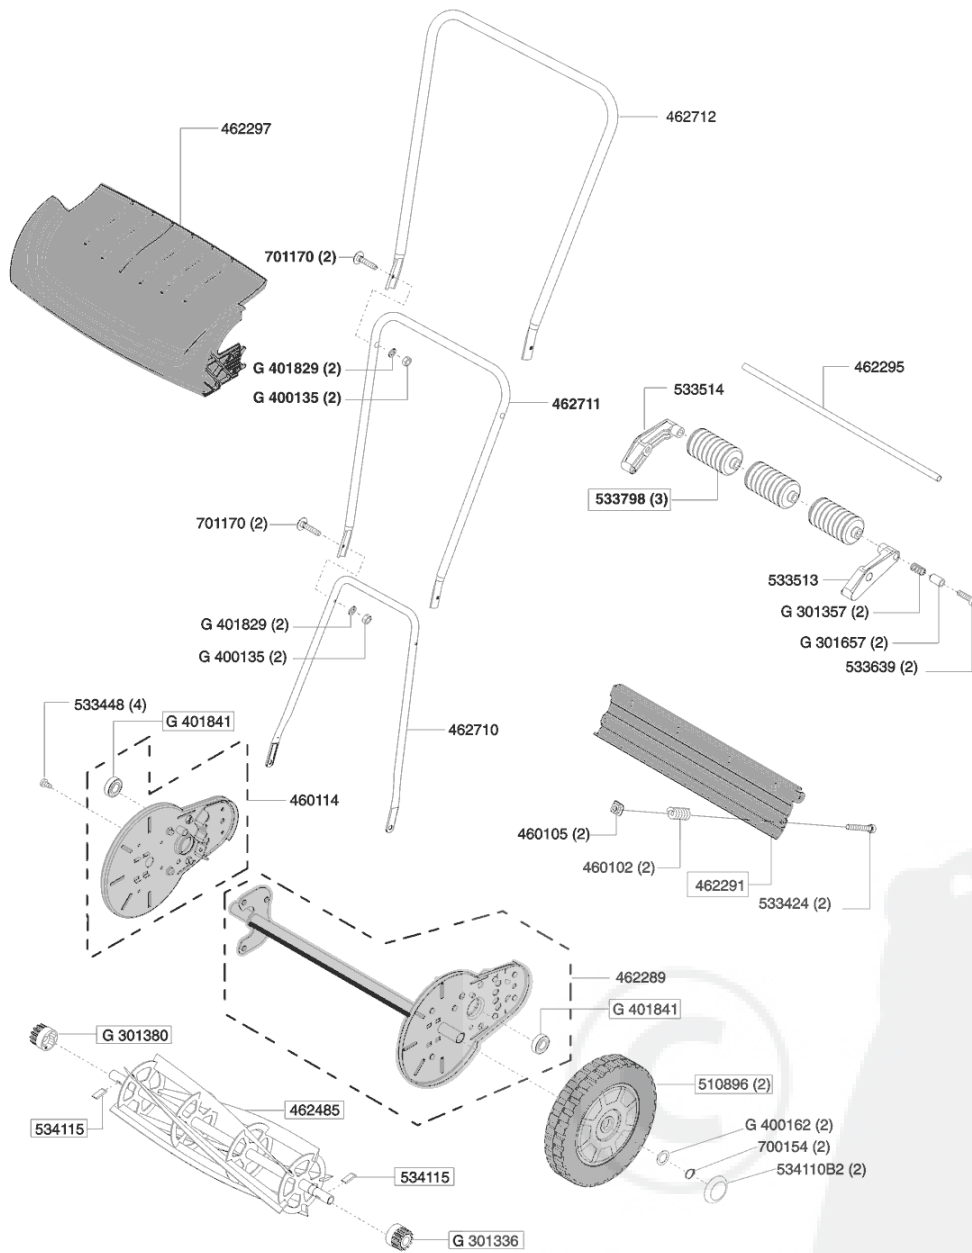 462712
462297
701170 (2)
G 401829 (2)
G 400135 (2)
462711
462295
533514
533798 (3)
701170 (2)
533513
G 301357 (2)
G 401829 (2)
G 301657 (2)
G 400135 (2)
533639 (2)
533448 (4)
G 401841
462710
460114
460105 (2)
460102 (2)
462291
533424 (2)
462289
G 401841
G 301380
510896 (2)
462485
534115
G 400162 (2)
700154 (2)
534110B2 (2)
534115
G 301336